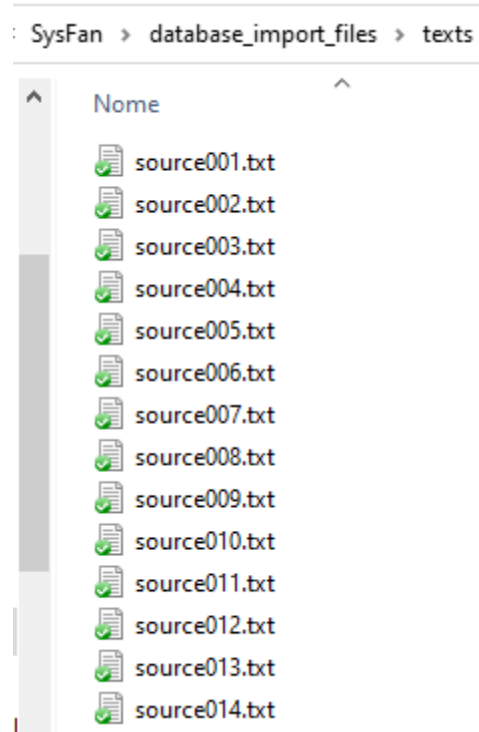 SysFan > database_import_files > texts
Nome
source001.txt
source002.txt
source003.txt
source004.txt
source005.txt
source006.txt
source007.txt
source008.txt
source009.txt
source010.txt
source011.txt
source012.txt
source013.txt
source014.txt